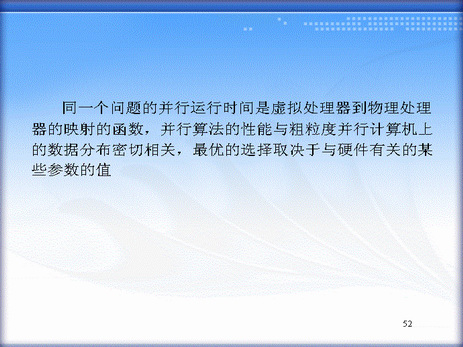 同一个问题的并行运行时间是虚拟处理器到物理处理
器的映射的函数，并行算法的性能与粗粒度并行计算机上
的数据分布密切相关，最优的选择取决于与硬件有关的某
些参数的值
52